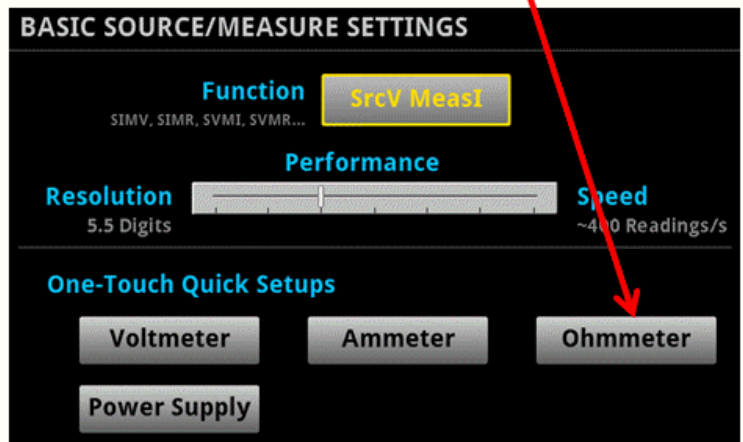 BASIC SOURCE/MEASURE SETTINGS
Function
SrcV MeasI
SIMV, SIMR, SVMI, SVMR...
Performance
Resolution
Speed
5.5 Digits
~400 Readings/s
One-Touch Quick Setups
Voltmeter
Ammeter
Ohmmeter
Power Supply